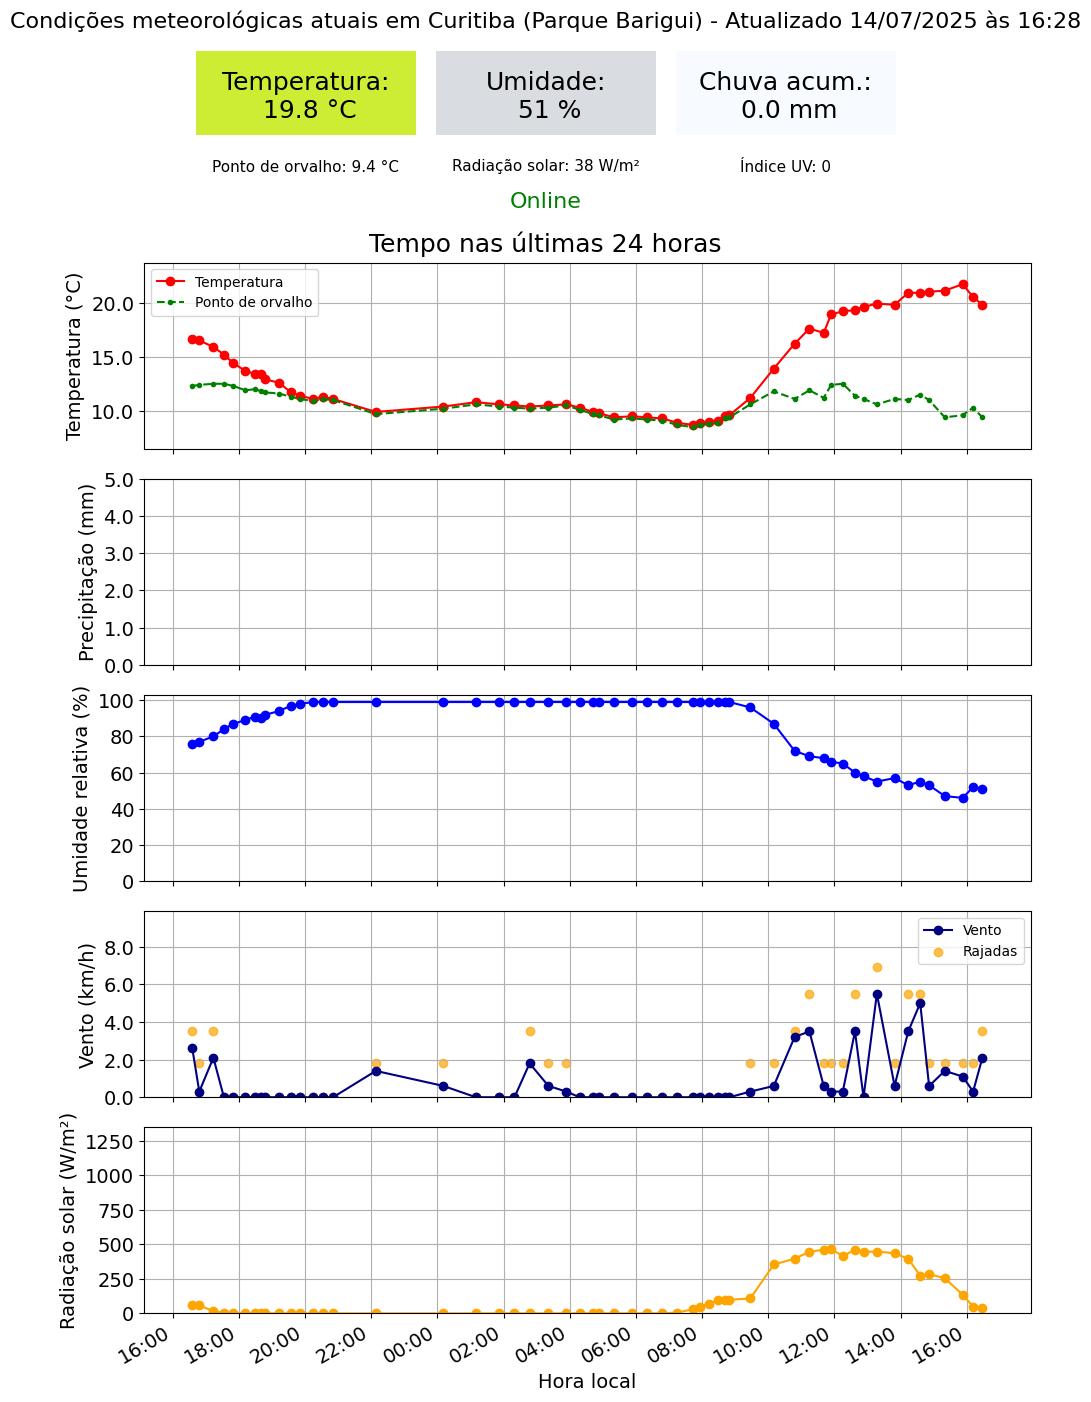 Condições meteorológicas atuais em Curitiba (Parque Barigui) - Atualizado 14/07/2025 às 16:28
Temperatura:
19.8 °C
Umidade:
51 %
Chuva acum.:
0.0 mm
Ponto de orvalho: 9.4 °C
Radiação solar: 38 W/m²
Índice UV: 0
Online
Tempo nas últimas 24 horas
Temperatura (°C)
20.0
15.0
10.0
Temperatura
Ponto de orvalho
Precipitação (mm)
5.0
4.0
3.0
2.0
1.0
0.0
Umidade relativa (%)
100
80
60
40
20
0
Vento (km/h)
8.0
6.0
4.0
2.0
0.0
Vento
Rajadas
Radiação solar (W/m²)
1250
1000
750
500
250
0
16:00
18:00
20:00
22:00
00:00
02:00
04:00
06:00
08:00
10:00
12:00
14:00
16:00
Hora local